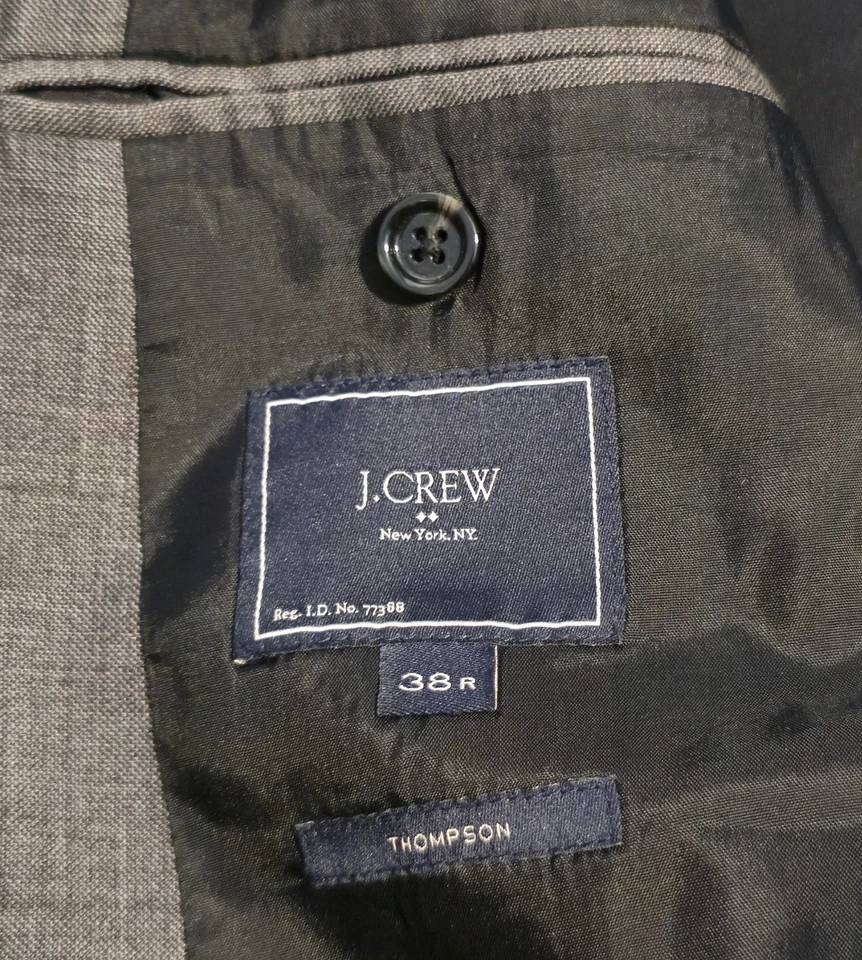 J.CREW
New York, NY.
Reg. I.D. No. 77388
38 R
THOMPSON